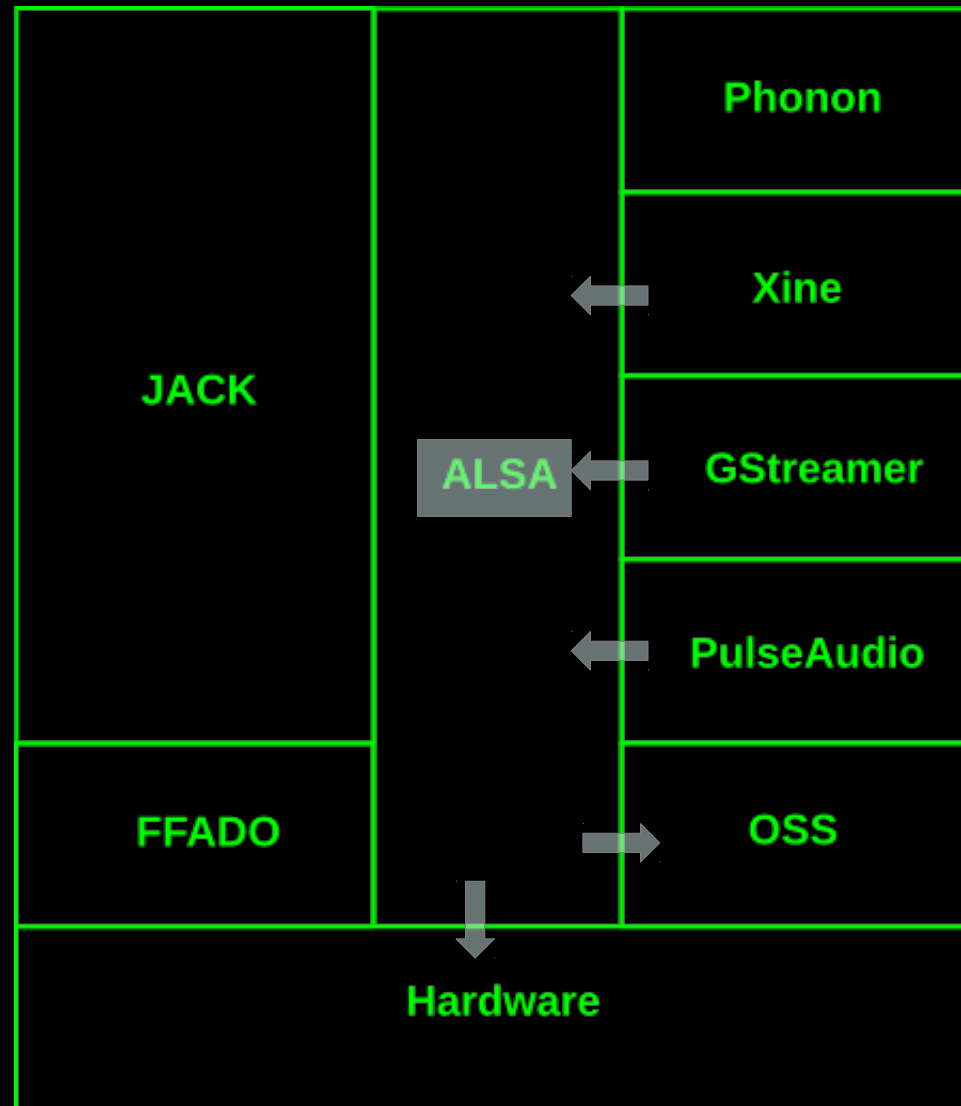 Phonon
Xine
JACK
ALSA
GStreamer
PulseAudio
FFADO
OSS
Hardware